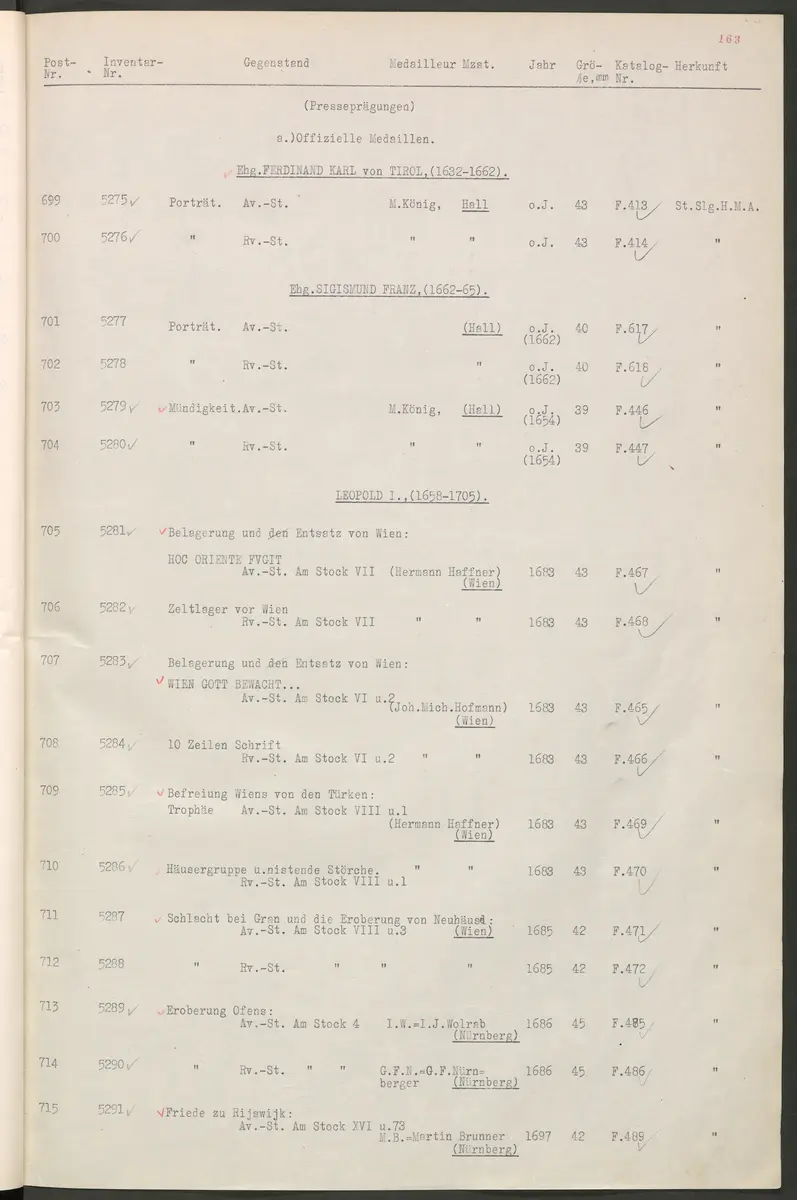 163
Post- Inventar- Gegenstand Medailleur Mzst. Jahr Grö- Katalog- Herkunft
Nr. Nr. ße,mm Nr.
(Presseprägungen)
a.)Offizielle Medaillen.
Ehg.FERDINAND KARL von TIROL,(1632-1662).
699 5275 Porträt. Av.-St. M.König, Hall o.J. 43 F.413 St.Slg.H.M.A.
700 5276 " Rv.-St. " " o.J. 43 F.414 "
Ehg.SIGISMUND FRANZ,(1662-65).
701 5277 Porträt. Av.-St. (Hall) o.J. 40 F.617 "
(1662)
702 5278 " Rv.-St. " o.J. 40 F.618 "
(1662)
703 5279 Mündigkeit.Av.-St. M.König, (Hall) o.J. 39 F.446 "
(1654)
704 5280 " Rv.-St. " " o.J. 39 F.447 "
(1654)
LEOPOLD I.,(1658-1705).
705 5281 Belagerung und den Entsatz von Wien:
HOC ORIENTE FVGIT
Av.-St. Am Stock VII (Hermann Haffner) 1683 43 F.467 "
(Wien)
706 5282 Zeltlager vor Wien
Rv.-St. Am Stock VII " " 1683 43 F.468 "
707 5283 Belagerung und den Entsatz von Wien:
WIEN GOTT BEWACHT...
Av.-St. Am Stock VI u.2
(Joh.Mich.Hofmann) 1683 43 F.465 "
(Wien)
708 5284 10 Zeilen Schrift
Rv.-St. Am Stock VI u.2 " " 1683 43 F.466 "
709 5285 Befreiung Wiens von den Türken:
Trophäe Av.-St. Am Stock VIII u.1
(Hermann Haffner) 1683 43 F.469 "
(Wien)
710 5286 Häusergruppe u.nistende Störche. " " 1683 43 F.470 "
Rv.-St. Am Stock VIII u.1
711 5287 Schlacht bei Gran und die Eroberung von Neuhäusl:
Av.-St. Am Stock VIII u.3 (Wien) 1685 42 F.471 "
712 5288 " Rv.-St. " " " 1685 42 F.472 "
713 5289 Eroberung Ofens:
Av.-St. Am Stock 4 I.W.=I.J.Wolrab 1686 45 F.485 "
(Nürnberg)
714 5290 " Rv.-St. " " G.F.N.=G.F.Nürn= 1686 45 F.486 "
berger (Nürnberg)
715 5291 Friede zu Rijswijk:
Av.-St. Am Stock XVI u.73
M.B.=Martin Brunner 1697 42 F.489 "
(Nürnberg)